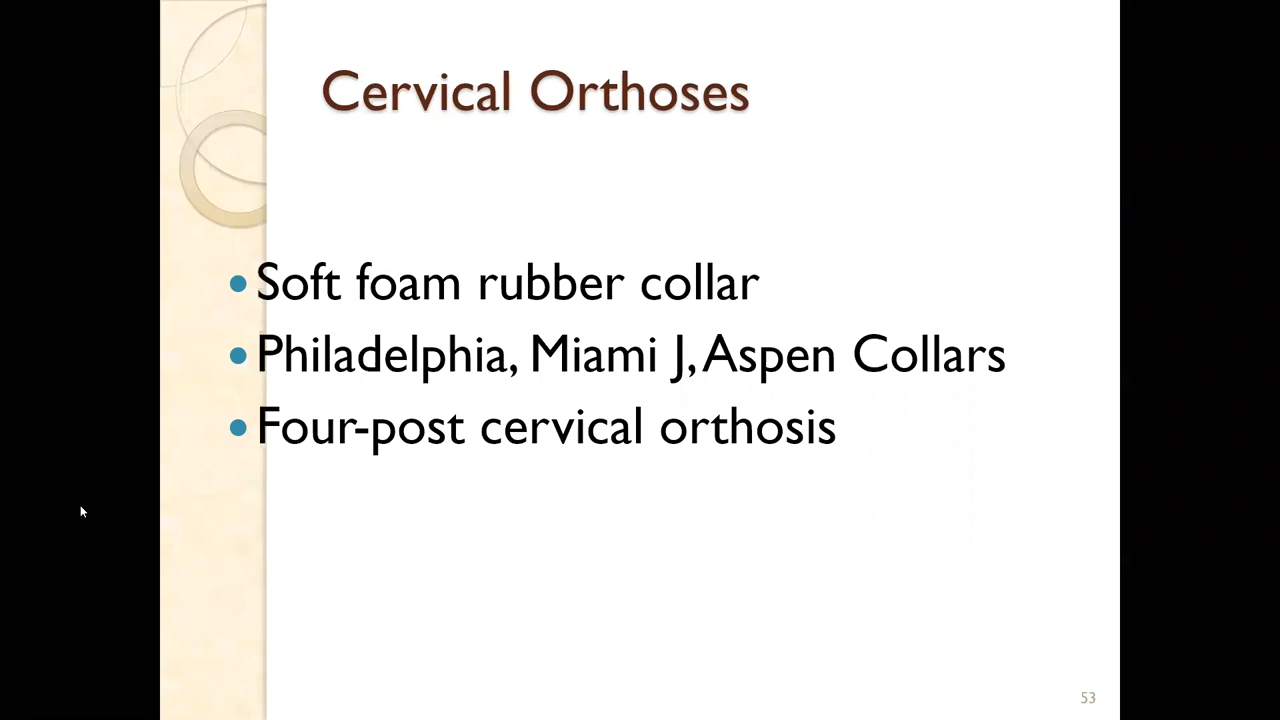 Cervical Orthoses
• Soft foam rubber collar
• Philadelphia, Miami J, Aspen Collars
• Four-post cervical orthosis
53